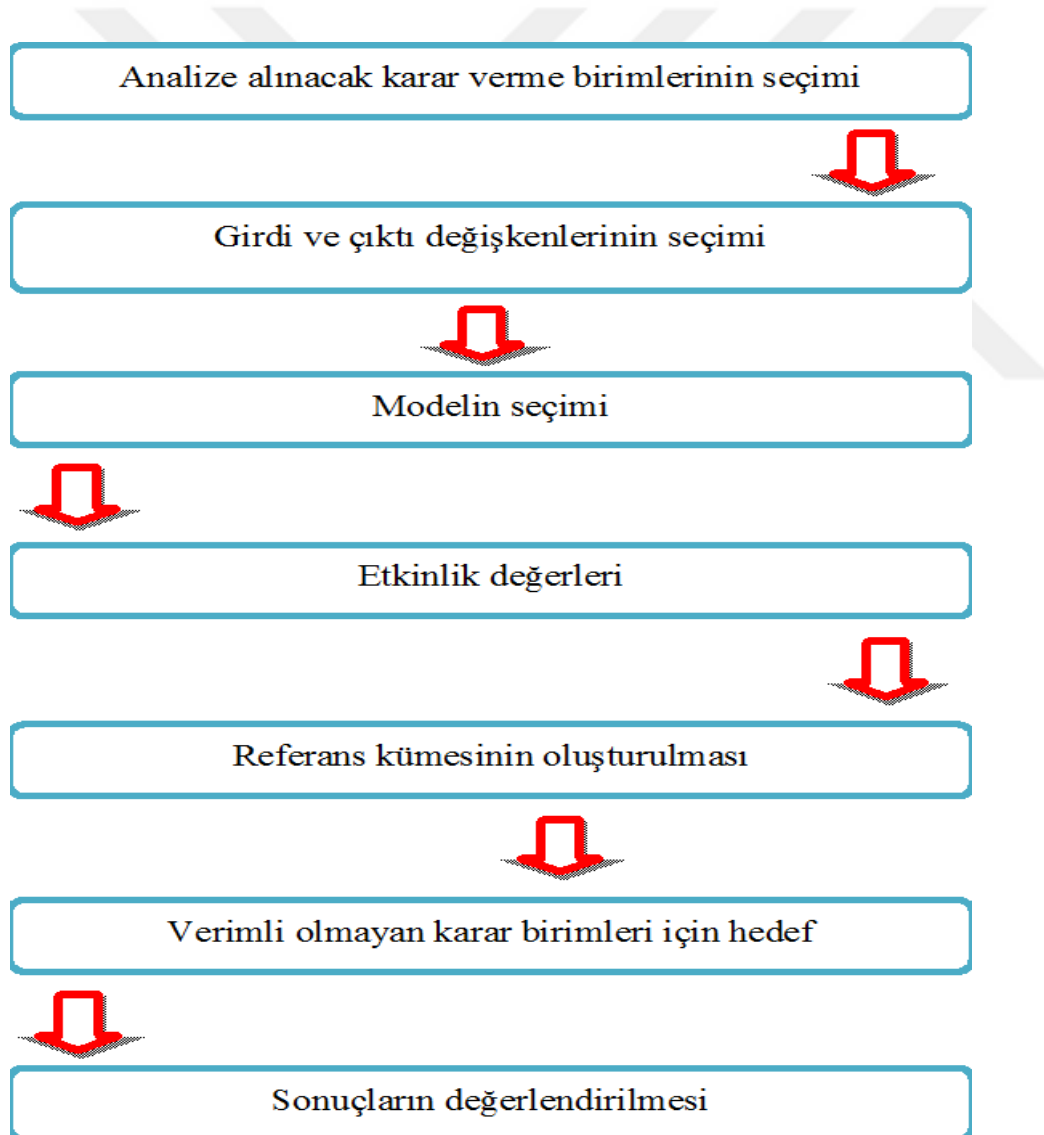 Analize alınacak karar verme birimlerinin seçimi
Girdi ve çıktı değişkenlerinin seçimi
Modelin seçimi
Etkinlik değerleri
Referans kümesinin oluşturulması
Verimli olmayan karar birimleri için hedef
Sonuçların değerlendirilmesi